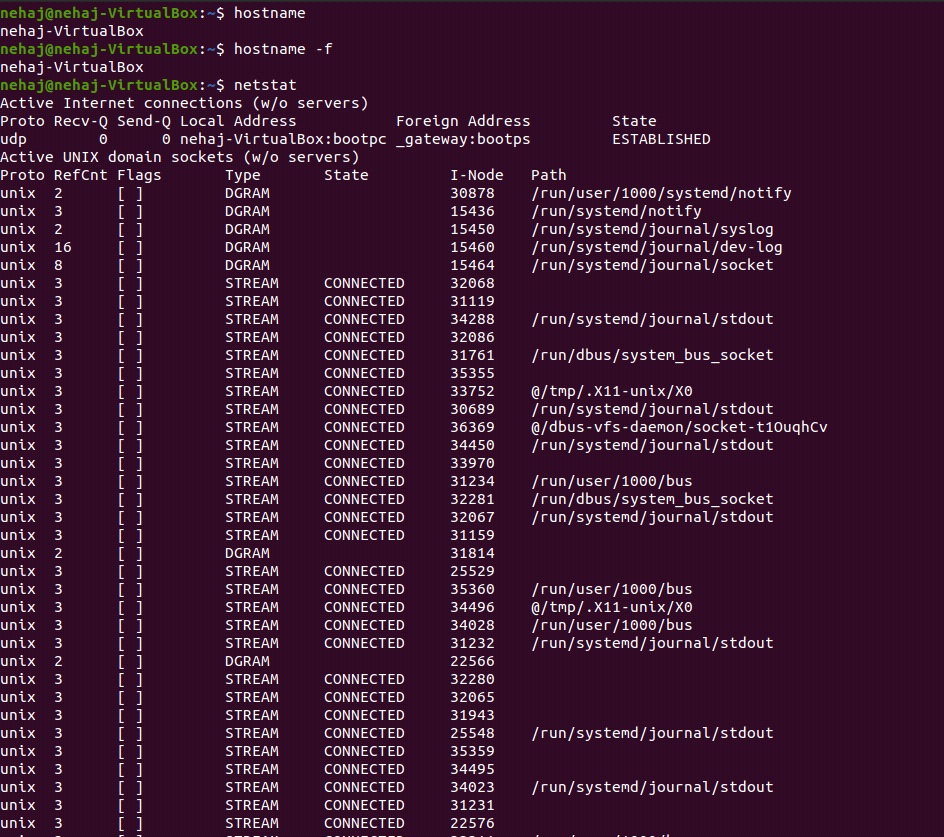 nehaj@nehaj-VirtualBox:~$ hostname
nehaj-VirtualBox
nehaj@nehaj-VirtualBox:~$ hostname -f
nehaj-VirtualBox
nehaj@nehaj-VirtualBox:~$ netstat
Active Internet connections (w/o servers)
Proto Recv-Q Send-Q Local Address           Foreign Address         State
udp        0      0 nehaj-VirtualBox:bootpc _gateway:bootps         ESTABLISHED
Active UNIX domain sockets (w/o servers)
Proto RefCnt Flags       Type       State         I-Node   Path
unix  2      [ ]         DGRAM                    30878    /run/user/1000/systemd/notify
unix  3      [ ]         DGRAM                    15436    /run/systemd/notify
unix  2      [ ]         DGRAM                    15450    /run/systemd/journal/syslog
unix  16     [ ]         DGRAM                    15460    /run/systemd/journal/dev-log
unix  8      [ ]         DGRAM                    15464    /run/systemd/journal/socket
unix  3      [ ]         STREAM     CONNECTED     32068
unix  3      [ ]         STREAM     CONNECTED     31119
unix  3      [ ]         STREAM     CONNECTED     34288    /run/systemd/journal/stdout
unix  3      [ ]         STREAM     CONNECTED     32086
unix  3      [ ]         STREAM     CONNECTED     31761    /run/dbus/system_bus_socket
unix  3      [ ]         STREAM     CONNECTED     35355
unix  3      [ ]         STREAM     CONNECTED     33752    @/tmp/.X11-unix/X0
unix  3      [ ]         STREAM     CONNECTED     30689    /run/systemd/journal/stdout
unix  3      [ ]         STREAM     CONNECTED     36369    @/dbus-vfs-daemon/socket-t1OuqhCv
unix  3      [ ]         STREAM     CONNECTED     34450    /run/systemd/journal/stdout
unix  3      [ ]         STREAM     CONNECTED     33970
unix  3      [ ]         STREAM     CONNECTED     31234    /run/user/1000/bus
unix  3      [ ]         STREAM     CONNECTED     32281    /run/dbus/system_bus_socket
unix  3      [ ]         STREAM     CONNECTED     32067    /run/systemd/journal/stdout
unix  3      [ ]         STREAM     CONNECTED     31159
unix  2      [ ]         DGRAM                    31814
unix  3      [ ]         STREAM     CONNECTED     25529
unix  3      [ ]         STREAM     CONNECTED     35360    /run/user/1000/bus
unix  3      [ ]         STREAM     CONNECTED     34496    @/tmp/.X11-unix/X0
unix  3      [ ]         STREAM     CONNECTED     34028    /run/user/1000/bus
unix  3      [ ]         STREAM     CONNECTED     31232    /run/systemd/journal/stdout
unix  2      [ ]         DGRAM                    22566
unix  3      [ ]         STREAM     CONNECTED     32280
unix  3      [ ]         STREAM     CONNECTED     32065
unix  3      [ ]         STREAM     CONNECTED     31943
unix  3      [ ]         STREAM     CONNECTED     25548    /run/systemd/journal/stdout
unix  3      [ ]         STREAM     CONNECTED     35359
unix  3      [ ]         STREAM     CONNECTED     34495
unix  3      [ ]         STREAM     CONNECTED     34023    /run/systemd/journal/stdout
unix  3      [ ]         STREAM     CONNECTED     31231
unix  3      [ ]         STREAM     CONNECTED     22576